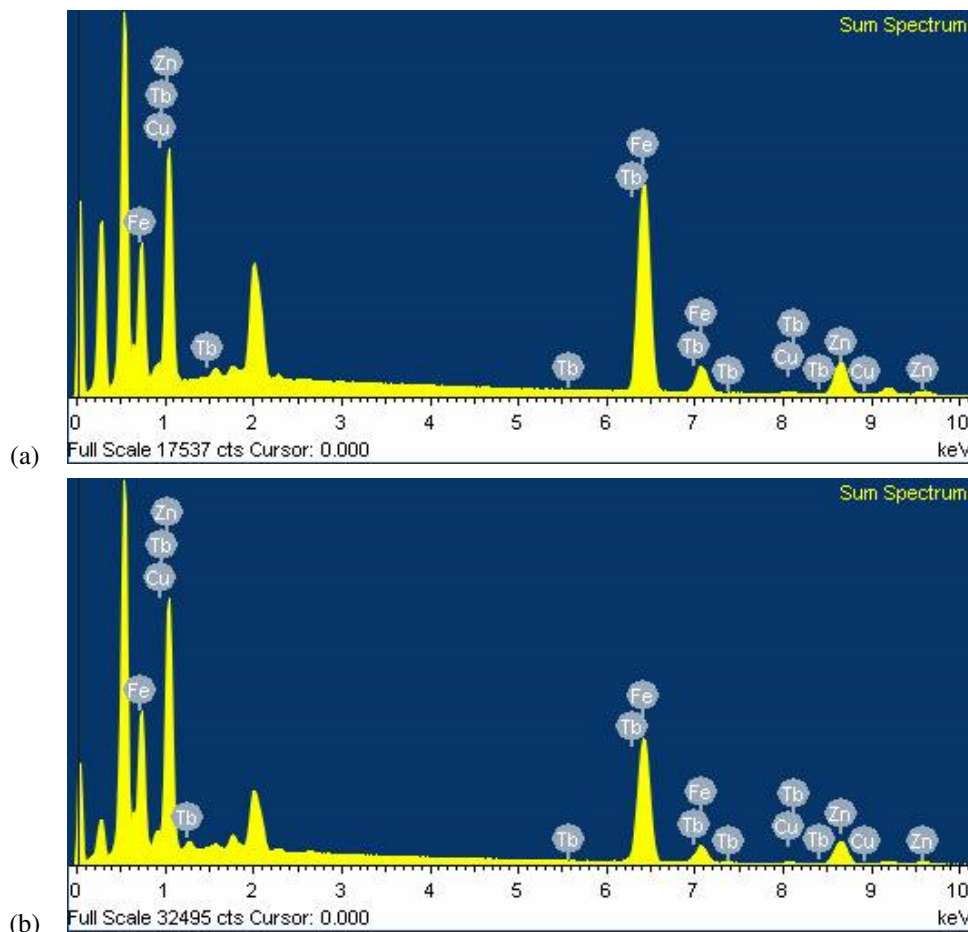 Sum Spectrum
Zn
Tb
Cu
Fe
Fe
Tb
Tb
Tb
Fe
Tb
Tb
Tb
Cu
Zn
Tb
Cu
Zn
0 1 2 3 4 5 6 7 8 9 10
(a) Full Scale 17537 cts Cursor: 0.000 keV
Sum Spectrum
Zn
Tb
Cu
Fe
Tb
Fe
Tb
Tb
Fe
Tb
Tb
Tb
Cu
Zn
Tb
Cu
Zn
0 1 2 3 4 5 6 7 8 9 10
(b) Full Scale 32495 cts Cursor: 0.000 keV